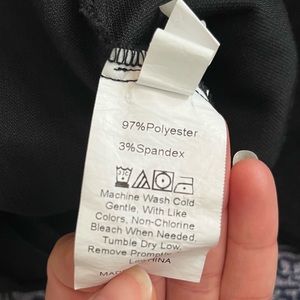 97%Polyester
3%Spandex
Machine Wash Cold
Gentle, With Like
Colors, Non-Chlorine
Bleach When Needed
Tumble Dry Low.
Remove